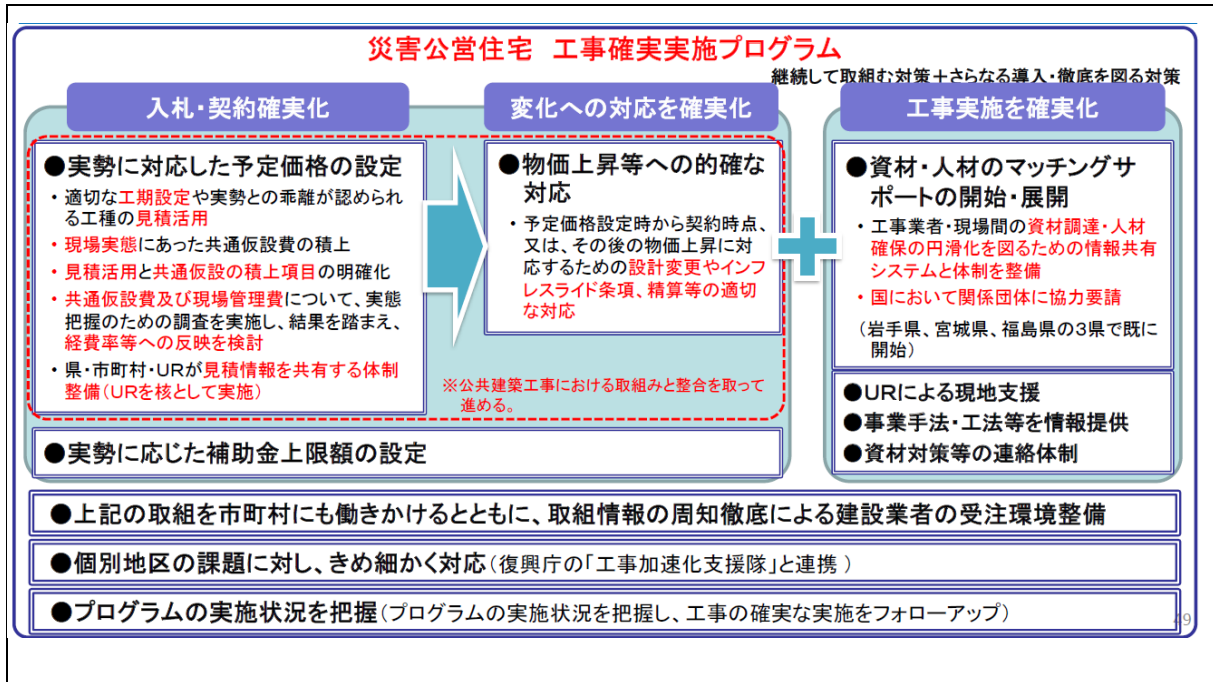 災害公営住宅　工事確実実施プログラム
継続して取組む対策＋さらなる導入・徹底を図る対策
入札・契約確実化
●実勢に対応した予定価格の設定
・適切な工期設定や実勢との乖離が認められ
る工種の見積活用
・現場実態にあった共通仮設費の積上
・見積活用と共通仮設の積上項目の明確化
・共通仮設費及び現場管理費について、実態
把握のための調査を実施し、結果を踏まえ、
経費率等への反映を検討
・県・市町村・URが見積情報を共有する体制
整備（URを核として実施）
変化への対応を確実化
●物価上昇等への的確な
対応
・予定価格設定時から契約時点、
又は、その後の物価上昇に対
応するための設計変更やインフ
レスライド条項、精算等の適切
な対応
※公共建築工事における取組みと整合を取って
進める。
●実勢に応じた補助金上限額の設定
工事実施を確実化
●資材・人材のマッチングサ
ポートの開始・展開
・工事業者・現場間の資材調達・人材
確保の円滑化を図るための情報共有
システムと体制を整備
・国において関係団体に協力要請
（岩手県、宮城県、福島県の3県で既に
開始）
●URによる現地支援
●事業手法・工法等を情報提供
●資材対策等の連絡体制
●上記の取組を市町村にも働きかけるとともに、取組情報の周知徹底による建設業者の受注環境整備
●個別地区の課題に対し、きめ細かく対応（復興庁の「工事加速化支援隊」と連携 ）
●プログラムの実施状況を把握（プログラムの実施状況を把握し、工事の確実な実施をフォローアップ）
49